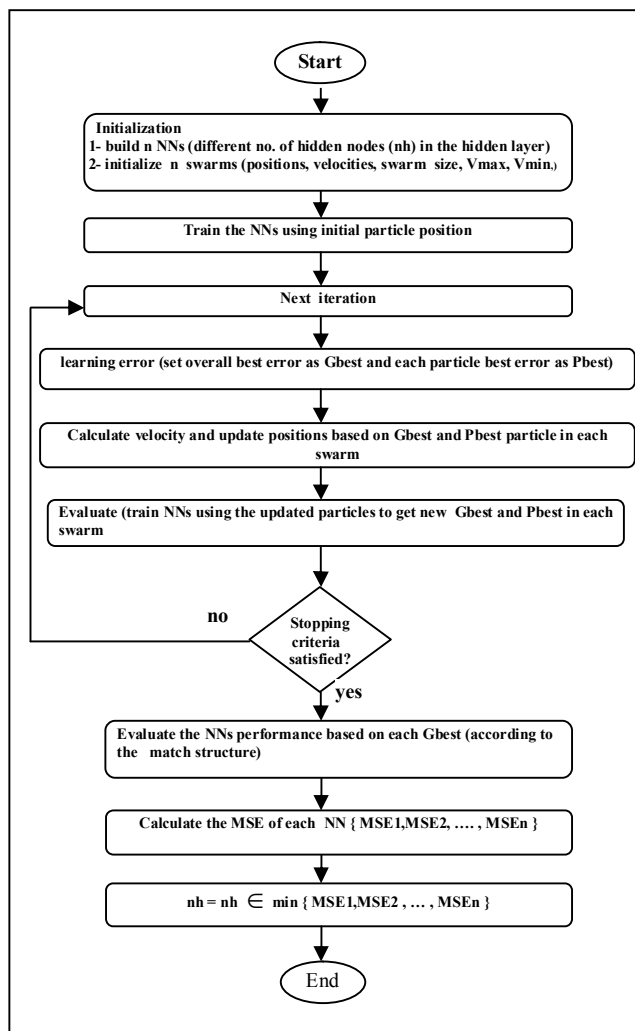 Start
Initialization
1- build n NNs (different no. of hidden nodes (nh) in the hidden layer)
2- initialize n swarms (positions, velocities, swarm size, Vmax, Vmin,)
Train the NNs using initial particle position
Next iteration
learning error (set overall best error as Gbest and each particle best error as Pbest)
Calculate velocity and update positions based on Gbest and Pbest particle in each
swarm
Evaluate (train NNs using the updated particles to get new Gbest and Pbest in each
swarm
no
Stopping
criteria
satisfied?
yes
Evaluate the NNs performance based on each Gbest (according to
the match structure)
Calculate the MSE of each NN { MSE1,MSE2, .... , MSEn }
nh = nh ∈ min { MSE1,MSE2 , ... , MSEn }
End